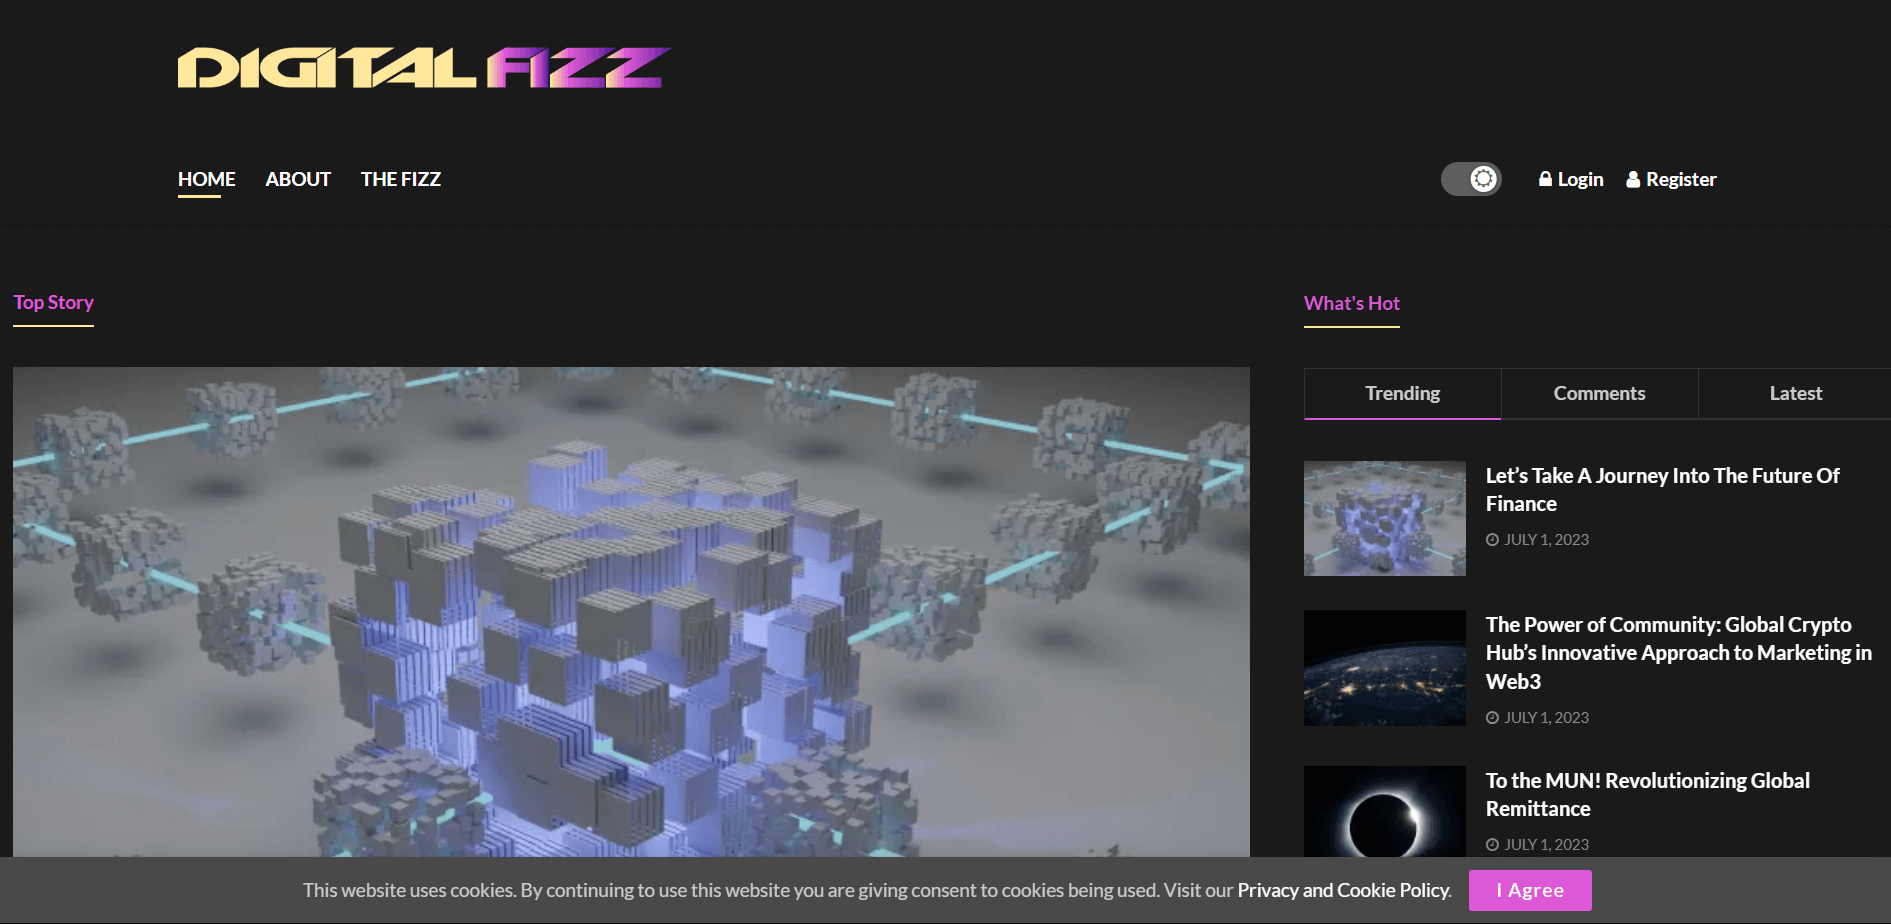 DIGITAL FIZZ
HOME ABOUT THE FIZZ Login Register
Top Story
What's Hot
Trending Comments Latest
Let’s Take A Journey Into The Future Of
Finance
JULY 1, 2023
The Power of Community: Global Crypto
Hub’s Innovative Approach to Marketing in
Web3
JULY 1, 2023
To the MUN! Revolutionizing Global
Remittance
JULY 1, 2023
This website uses cookies. By continuing to use this website you are giving consent to cookies being used. Visit our Privacy and Cookie Policy. I Agree